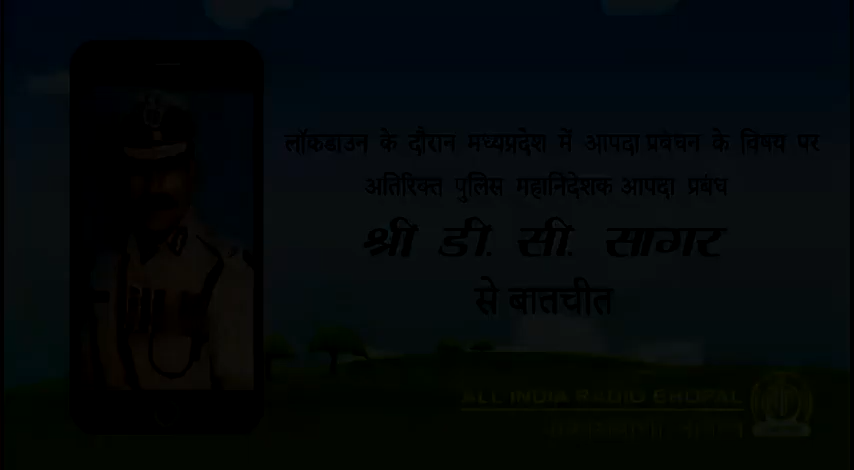 लॉकडाउन के दौरान मध्यप्रदेश में आपदा प्रबंधन के विषय पर
अतिरिक्त पुलिस महानिदेशक आपदा प्रबंध
श्री डी. सी. सागर
से बातचीत
ALL INDIA RADIO BHOPAL